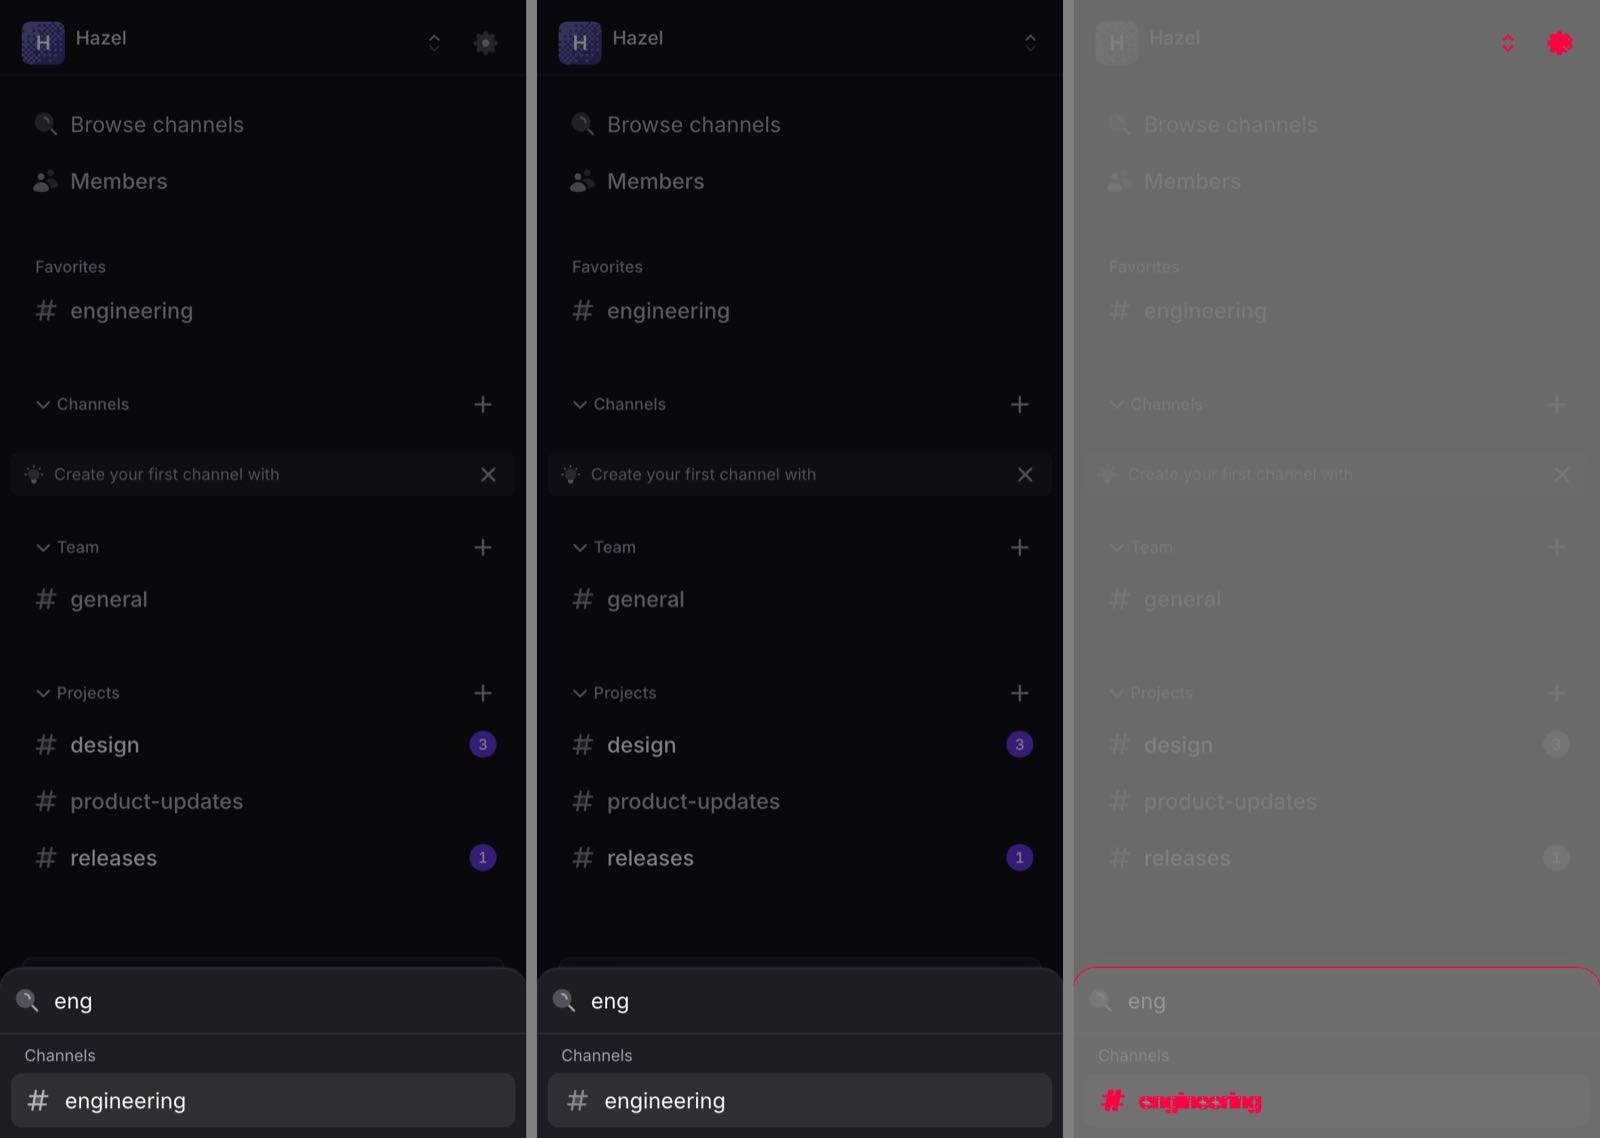 H Hazel
Browse channels
Members
Favorites
# engineering
Channels
Create your first channel with
Team
# general
Projects
# design 3
# product-updates
# releases 1
eng
Channels
# engineering
H Hazel
Browse channels
Members
Favorites
# engineering
Channels
Create your first channel with
Team
# general
Projects
# design 3
# product-updates
# releases 1
eng
Channels
# engineering
H Hazel
Browse channels
Members
Favorites
# engineering
Channels
Create your first channel with
Team
# general
Projects
# design 3
# product-updates
# releases 1
eng
Channels
# engineering